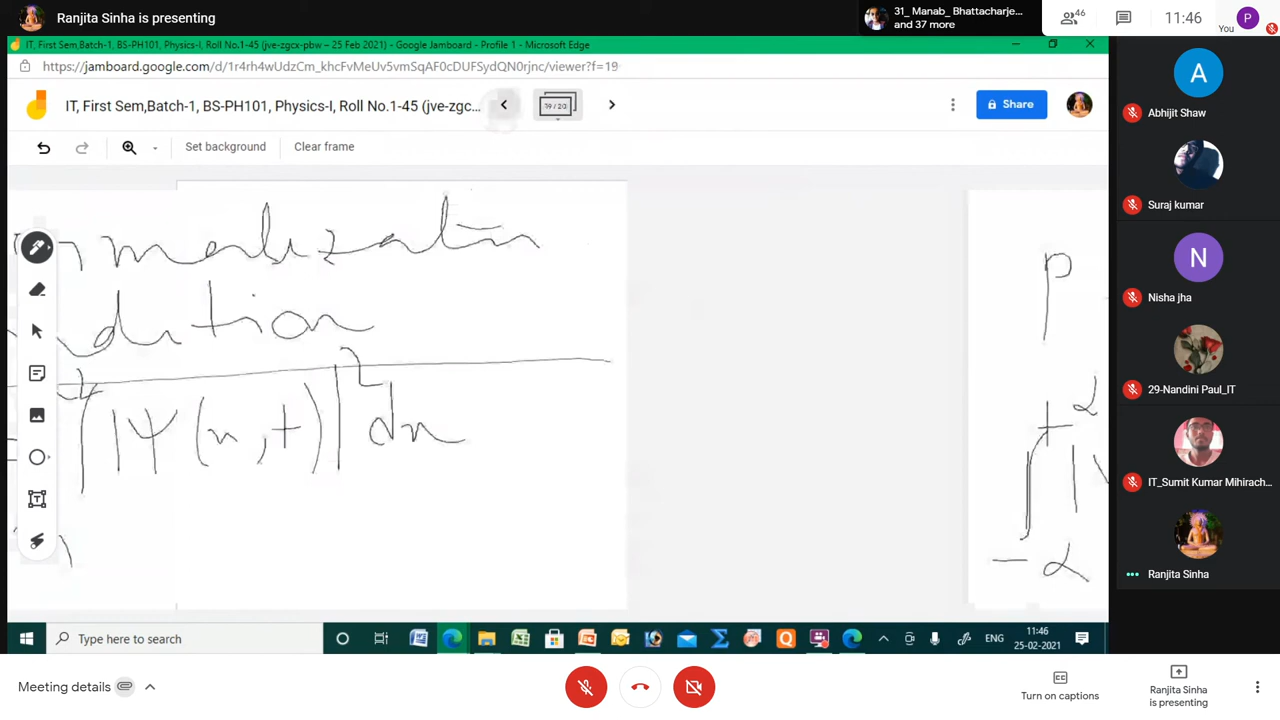 Ranjita Sinha is presenting
31_ Manab_ Bhattacharje...
and 37 more
46
11:46
P
You
IT, First Sem,Batch-1, BS-PH101, Physics-I, Roll No.1-45 (jve-zgcx-pbw – 25 Feb 2021) - Google Jamboard - Profile 1 - Microsoft Edge
https://jamboard.google.com/d/1r4rh4wUdzCm_khcFvMeUv5vmSqAF0cDUFSydQN0rjnc/viewer?f=19
IT, First Sem,Batch-1, BS-PH101, Physics-I, Roll No.1-45 (jve-zgc...
19 / 20
Share
Set background
Clear frame
malization
dition
|Ψ(x,t)|² dx
P
+α
∫ |
-α
A
Abhijit Shaw
Suraj kumar
N
Nisha jha
29-Nandini Paul_IT
IT_Sumit Kumar Mihirach...
Ranjita Sinha
Type here to search
ENG
11:46
25-02-2021
Meeting details
Turn on captions
Ranjita Sinha
is presenting